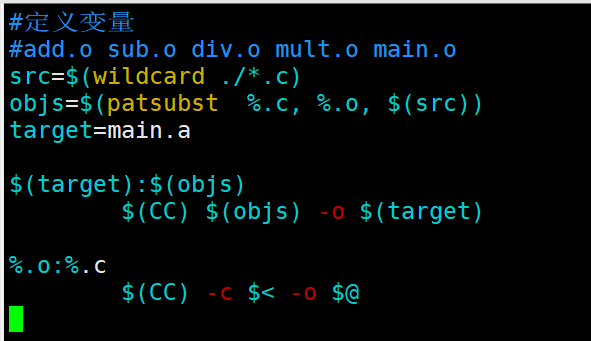 #定义变量
#add.o sub.o div.o mult.o main.o
src=$(wildcard ./*.c)
objs=$(patsubst  %.c, %.o, $(src))
target=main.a
$(target):$(objs)
        $(CC) $(objs) -o $(target)
%.o:%.c
        $(CC) -c $< -o $@